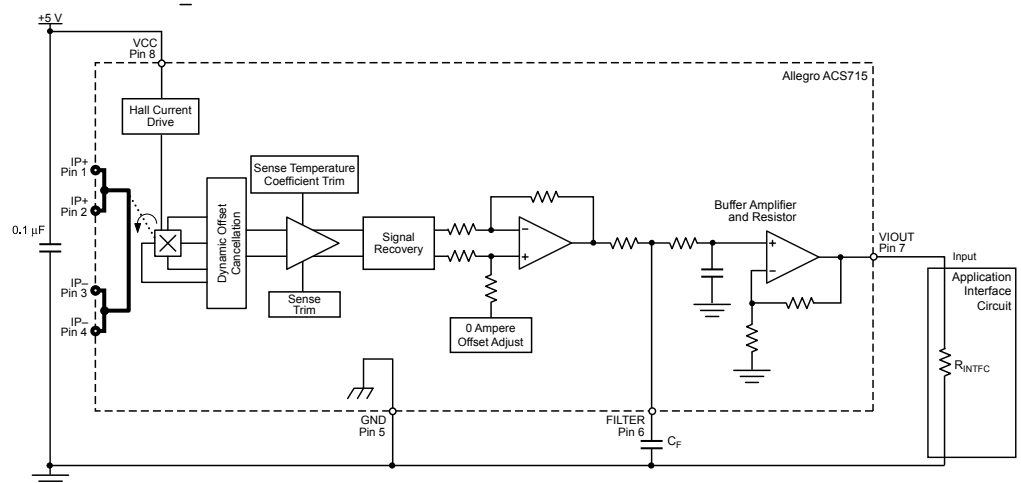 +5 V
VCC
Pin 8
Allegro ACS715
Hall Current
Drive
IP+
Pin 1
IP+
Pin 2
IP–
Pin 3
IP–
Pin 4
0.1 µF
Dynamic Offset
Cancellation
Sense Temperature
Coefficient Trim
Sense
Trim
Signal
Recovery
0 Ampere
Offset Adjust
Buffer Amplifier
and Resistor
VIOUT
Pin 7
Input
Application
Interface
Circuit
RINTFC
GND
Pin 5
FILTER
Pin 6
CF